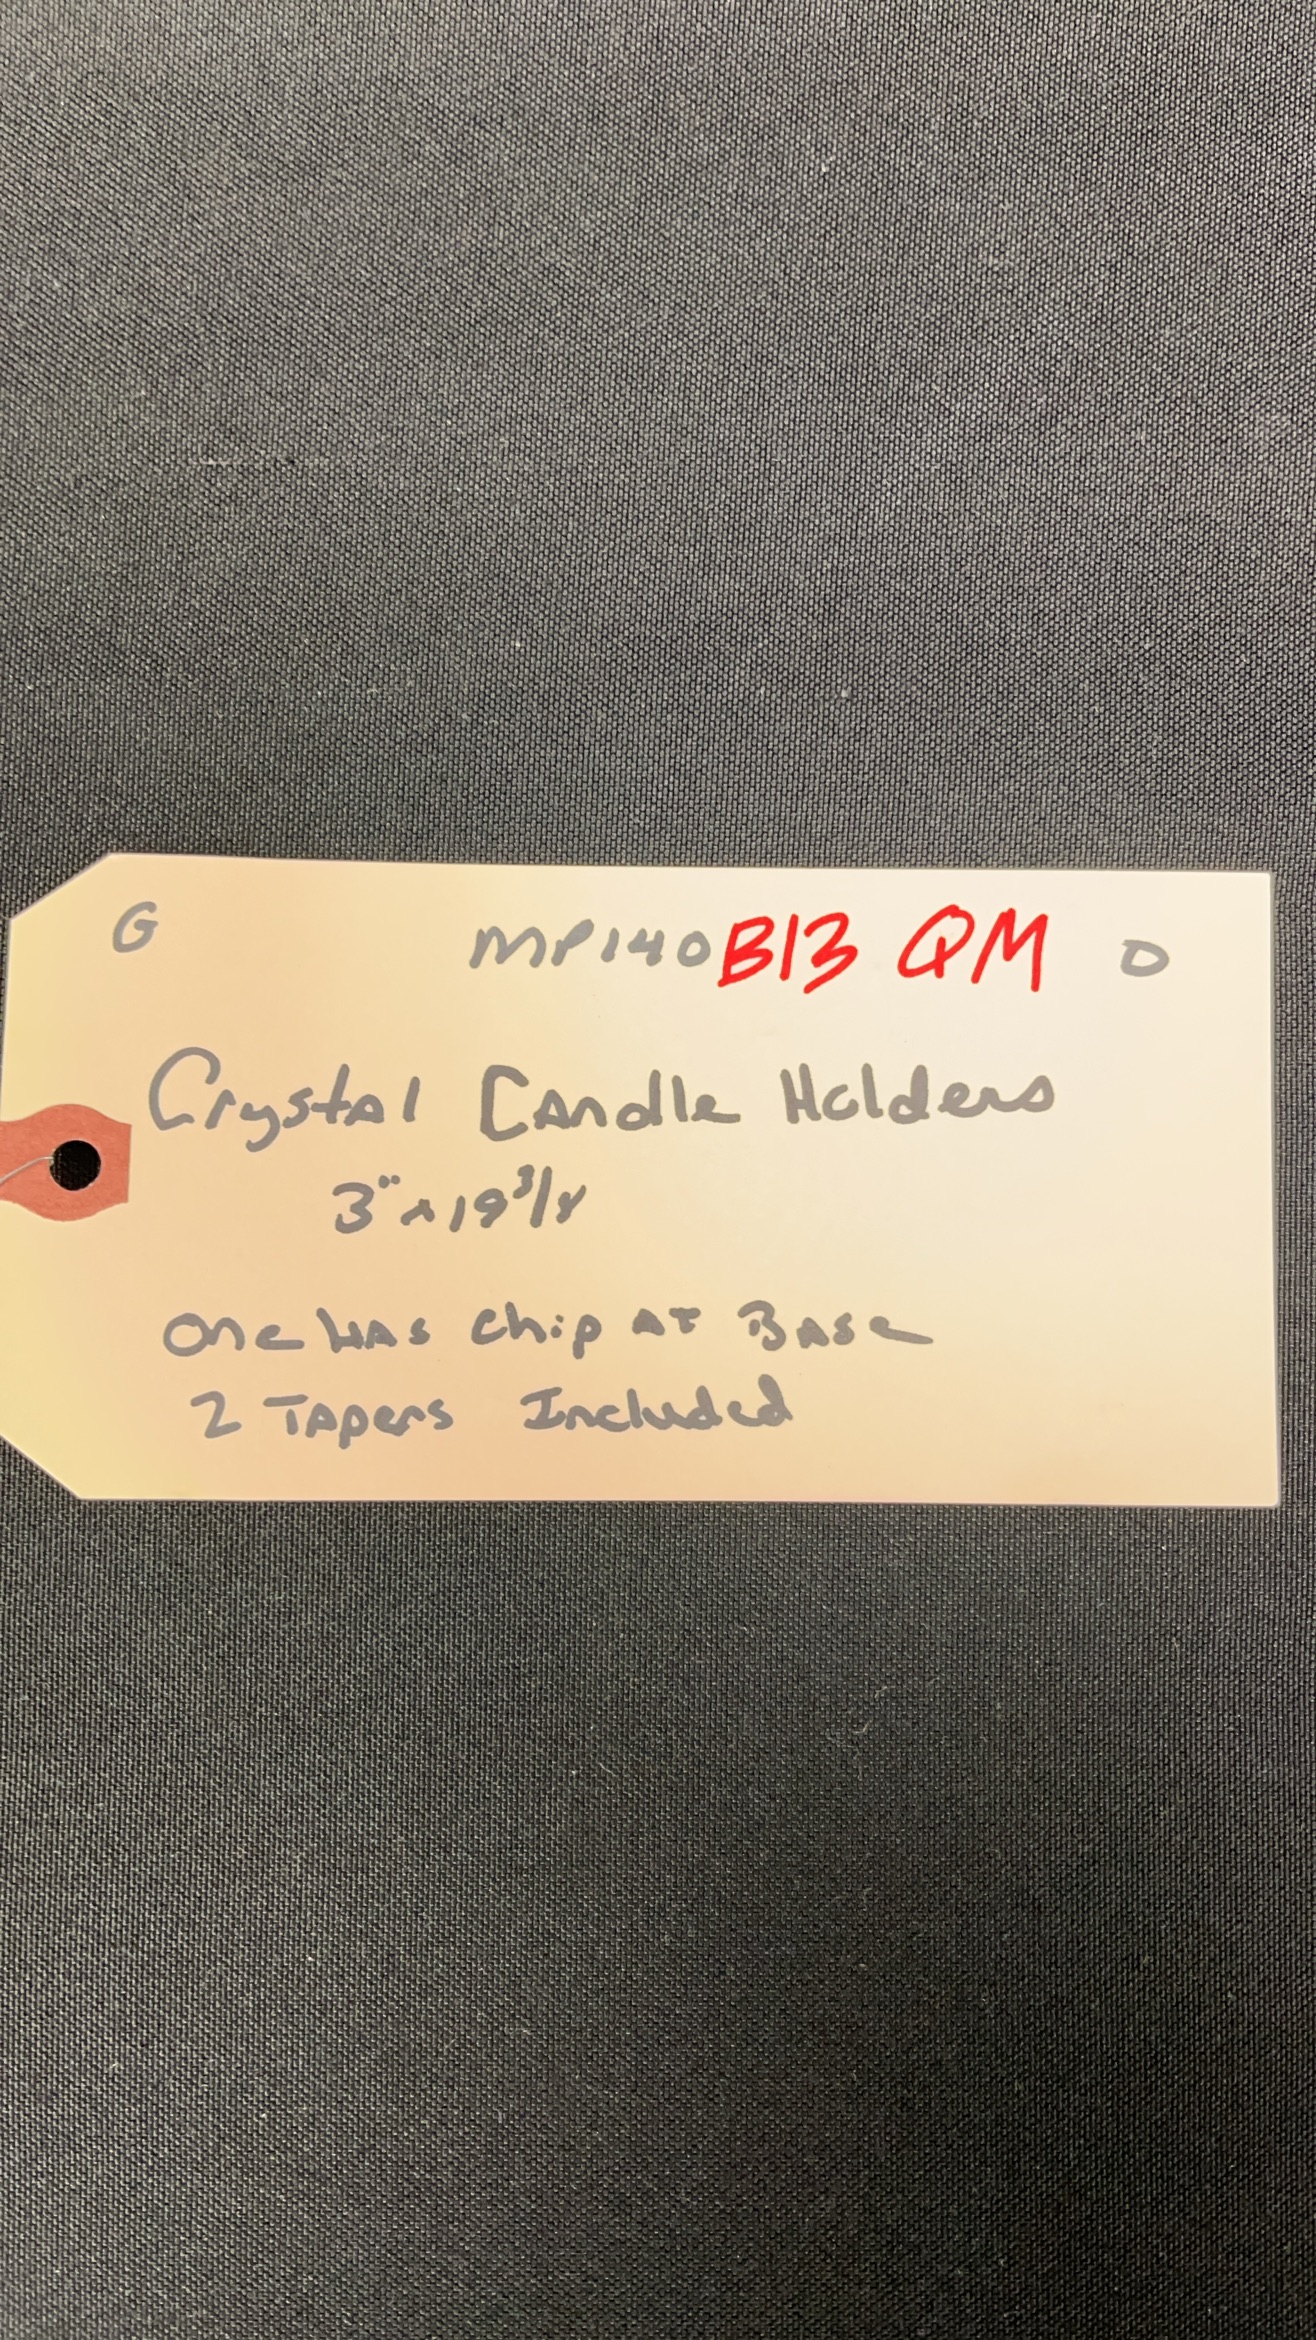 G MP140 B13 QM D
Crystal Candle Holders
3" x 19 3/8
One HAs Chip AT BASe
2 TApers Included